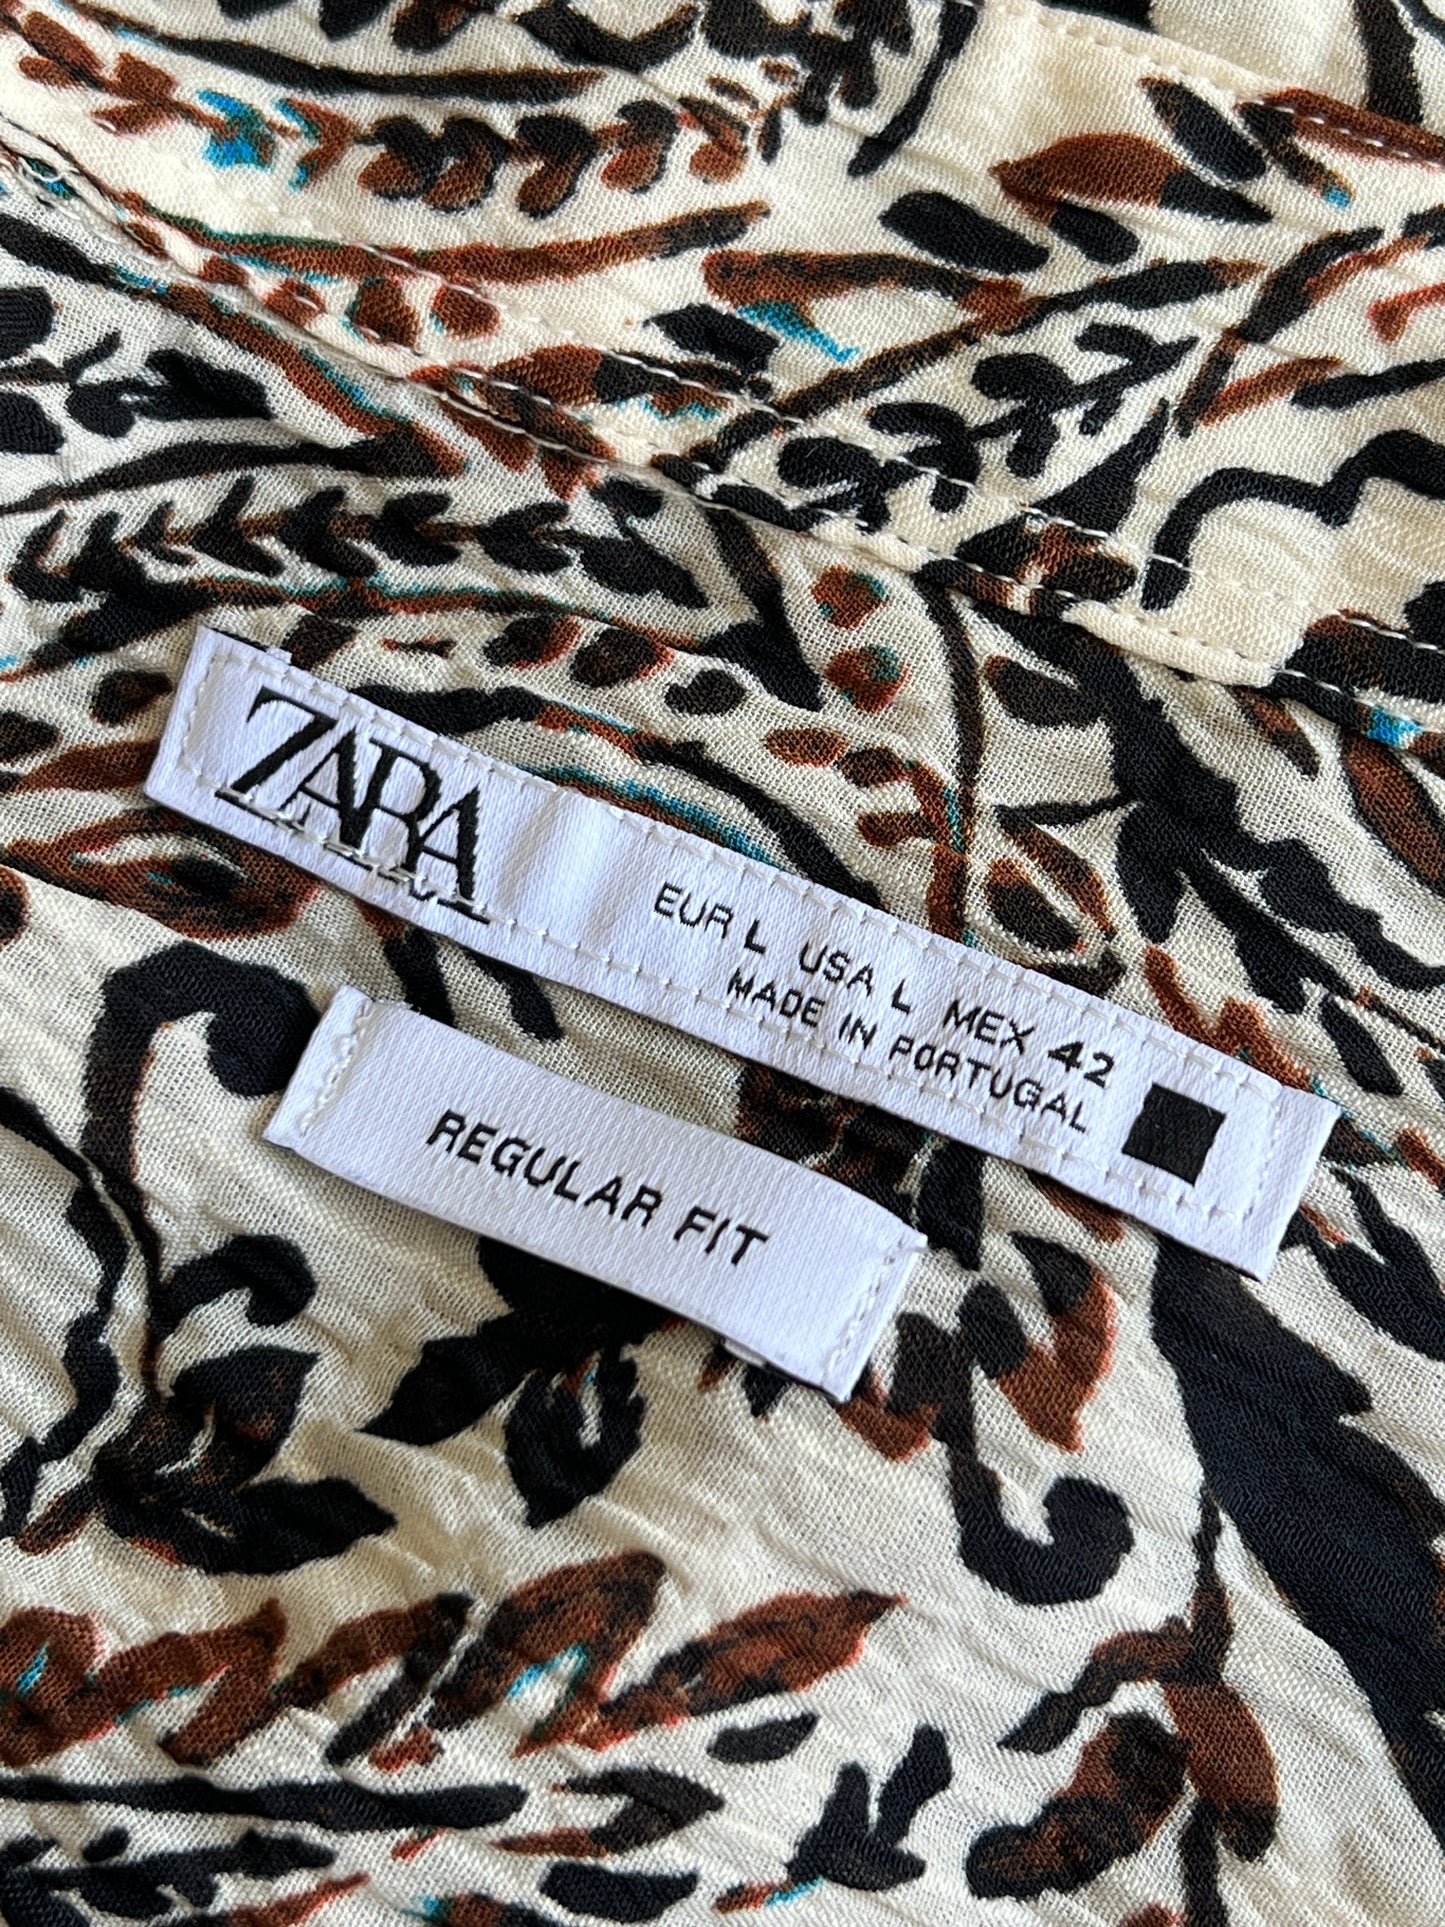 ZARA
EUR L USA L MEX 42
MADE IN PORTUGAL
REGULAR FIT